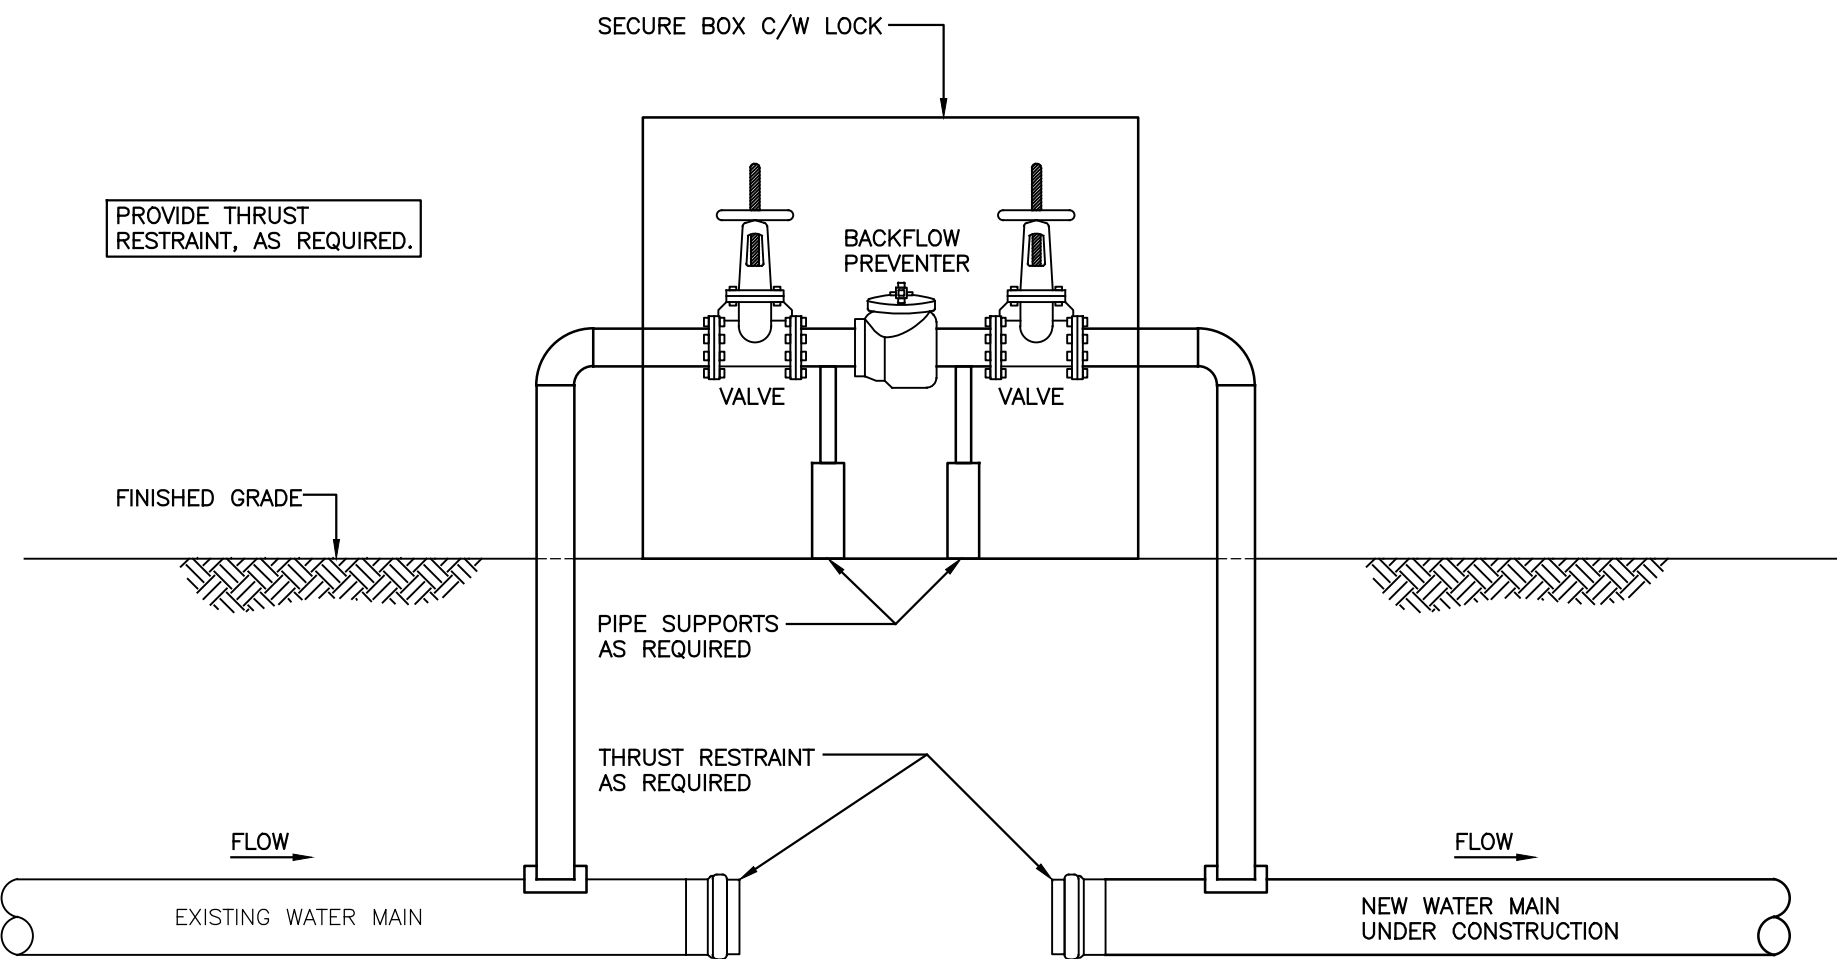 SECURE BOX C/W LOCK
PROVIDE THRUST
RESTRAINT, AS REQUIRED.
BACKFLOW
PREVENTER
VALVE
VALVE
FINISHED GRADE
PIPE SUPPORTS
AS REQUIRED
THRUST RESTRAINT
AS REQUIRED
FLOW
FLOW
EXISTING WATER MAIN
NEW WATER MAIN
UNDER CONSTRUCTION